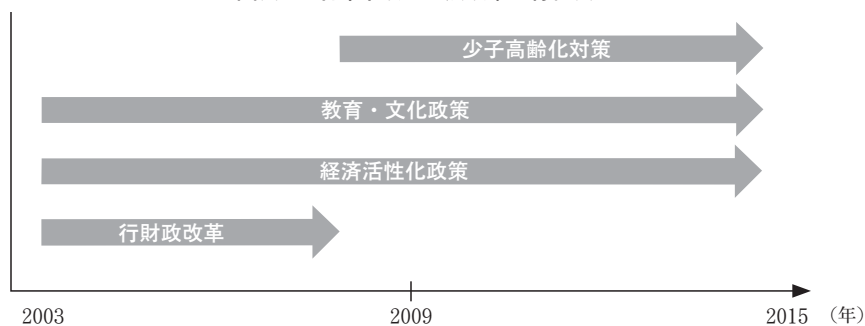 少子高齢化対策
教育・文化政策
経済活性化政策
行財政改革
2003 2009 2015 (年)